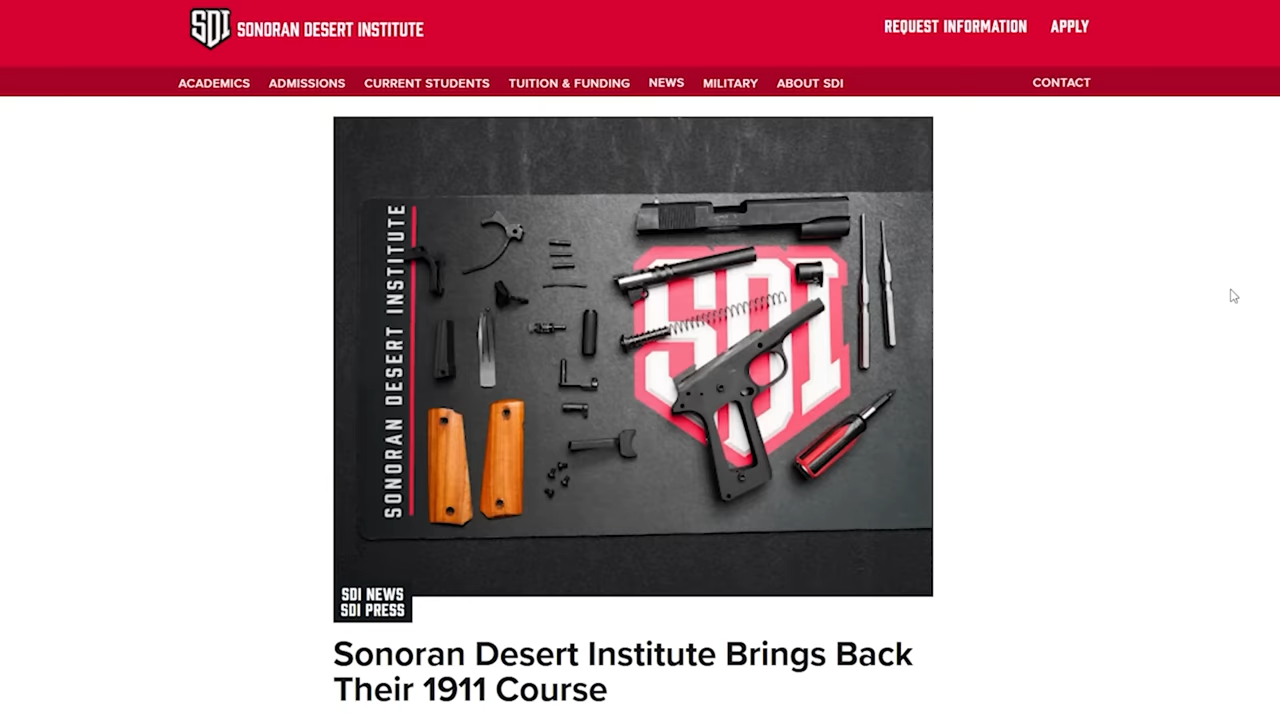 SDI SONORAN DESERT INSTITUTE
REQUEST INFORMATION APPLY
ACADEMICS ADMISSIONS CURRENT STUDENTS TUITION & FUNDING NEWS MILITARY ABOUT SDI CONTACT
SONORAN DESERT INSTITUTE
SDI
SDI NEWS
SDI PRESS
Sonoran Desert Institute Brings Back
Their 1911 Course